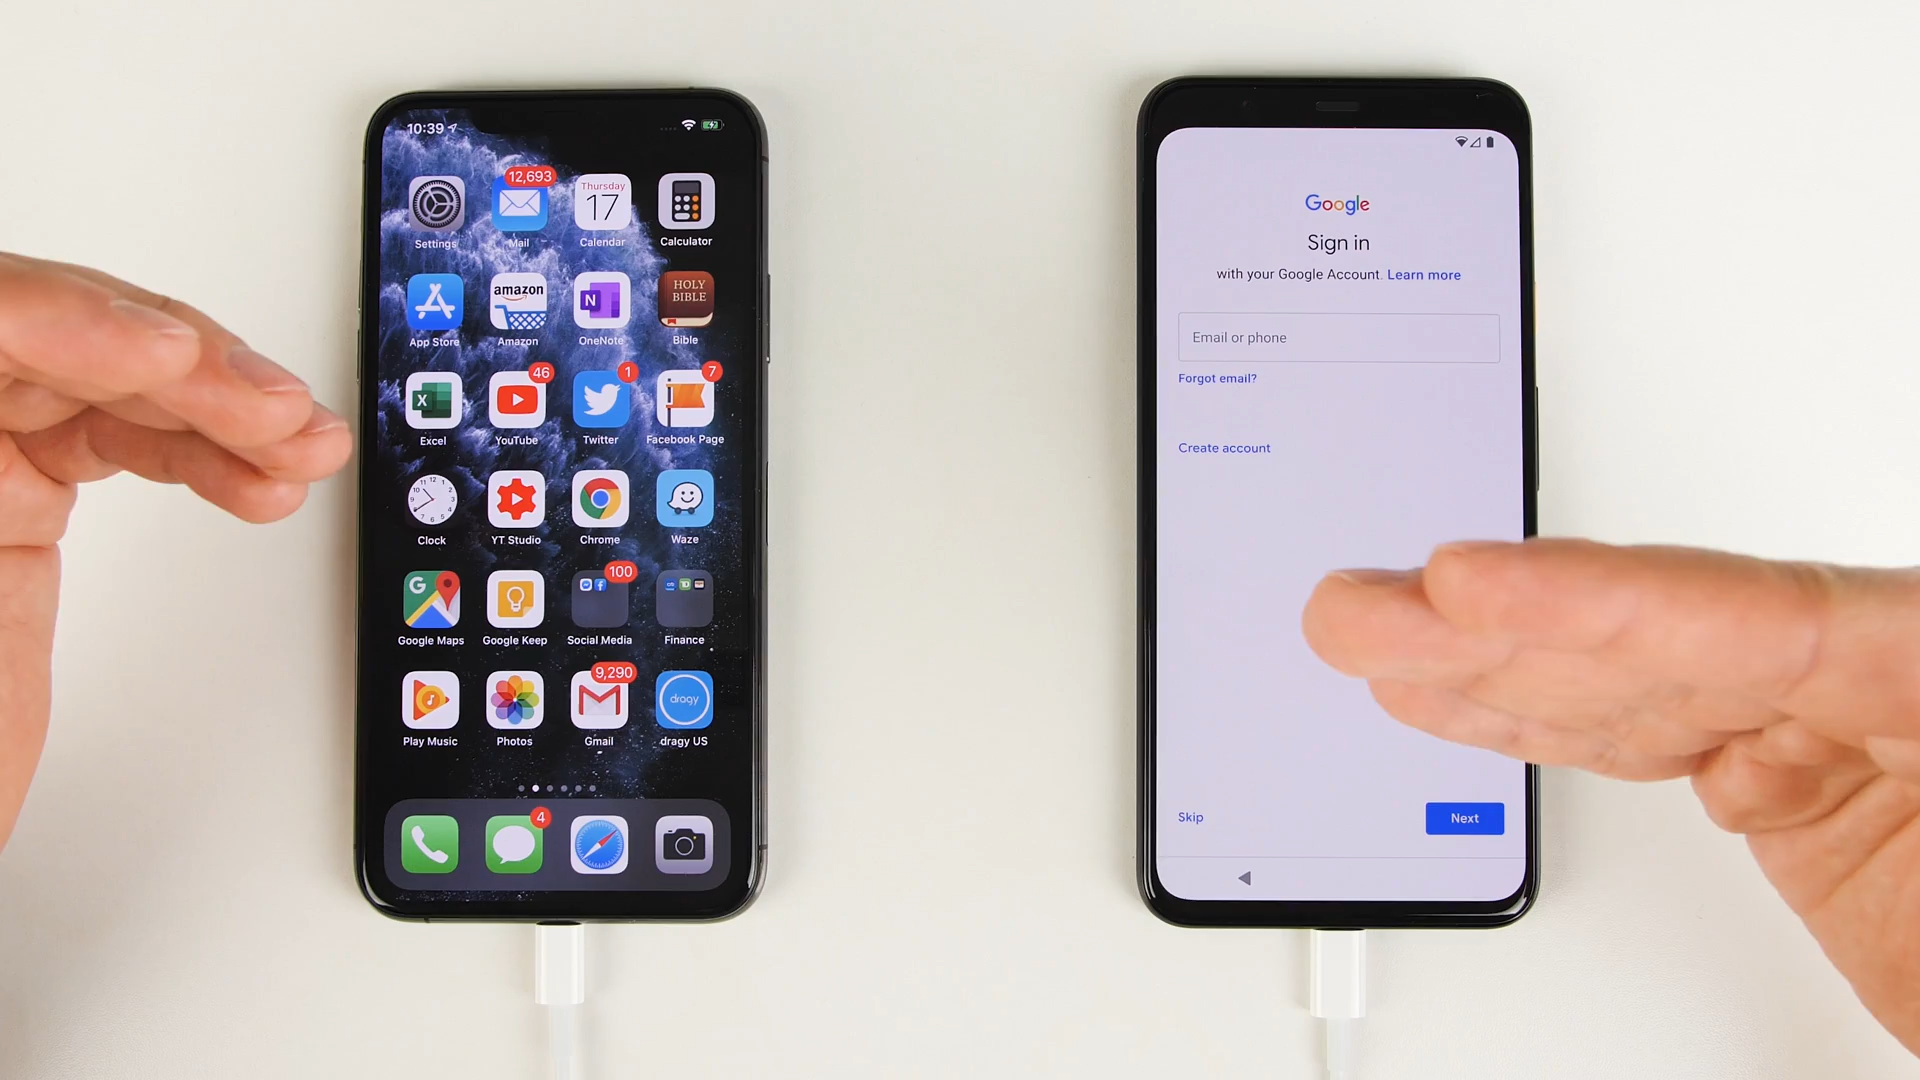 10:39
12,693
Thursday
17
Settings
Mail
Calendar
Calculator
amazon
N
HOLY
BIBLE
App Store
Amazon
OneNote
Bible
46
1
7
X
Excel
YouTube
Twitter
Facebook Page
Clock
YT Studio
Chrome
Waze
100
G
Google Maps
Google Keep
Social Media
Finance
9,290
dragy
Play Music
Photos
Gmail
dragy US
4
Google
Sign in
with your Google Account. Learn more
Email or phone
Forgot email?
Create account
Skip
Next